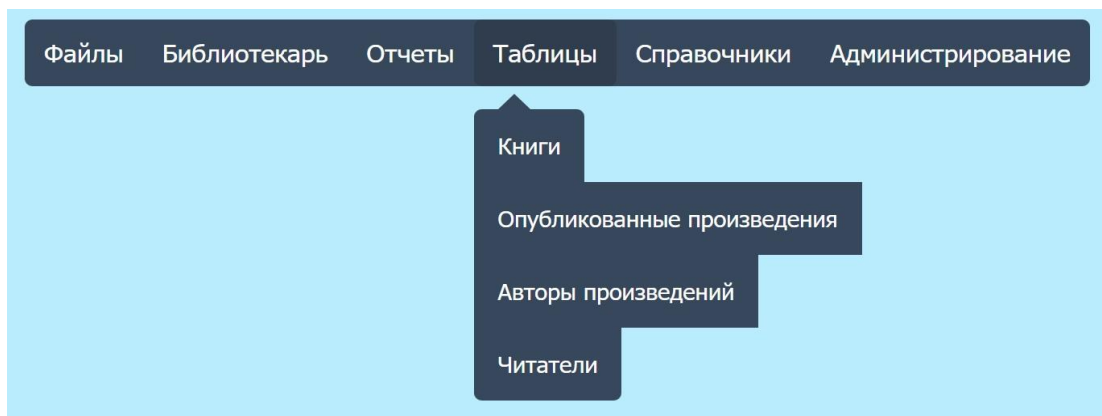 Файлы Библиотекарь Отчеты Таблицы Справочники Администрирование
Книги
Опубликованные произведения
Авторы произведений
Читатели